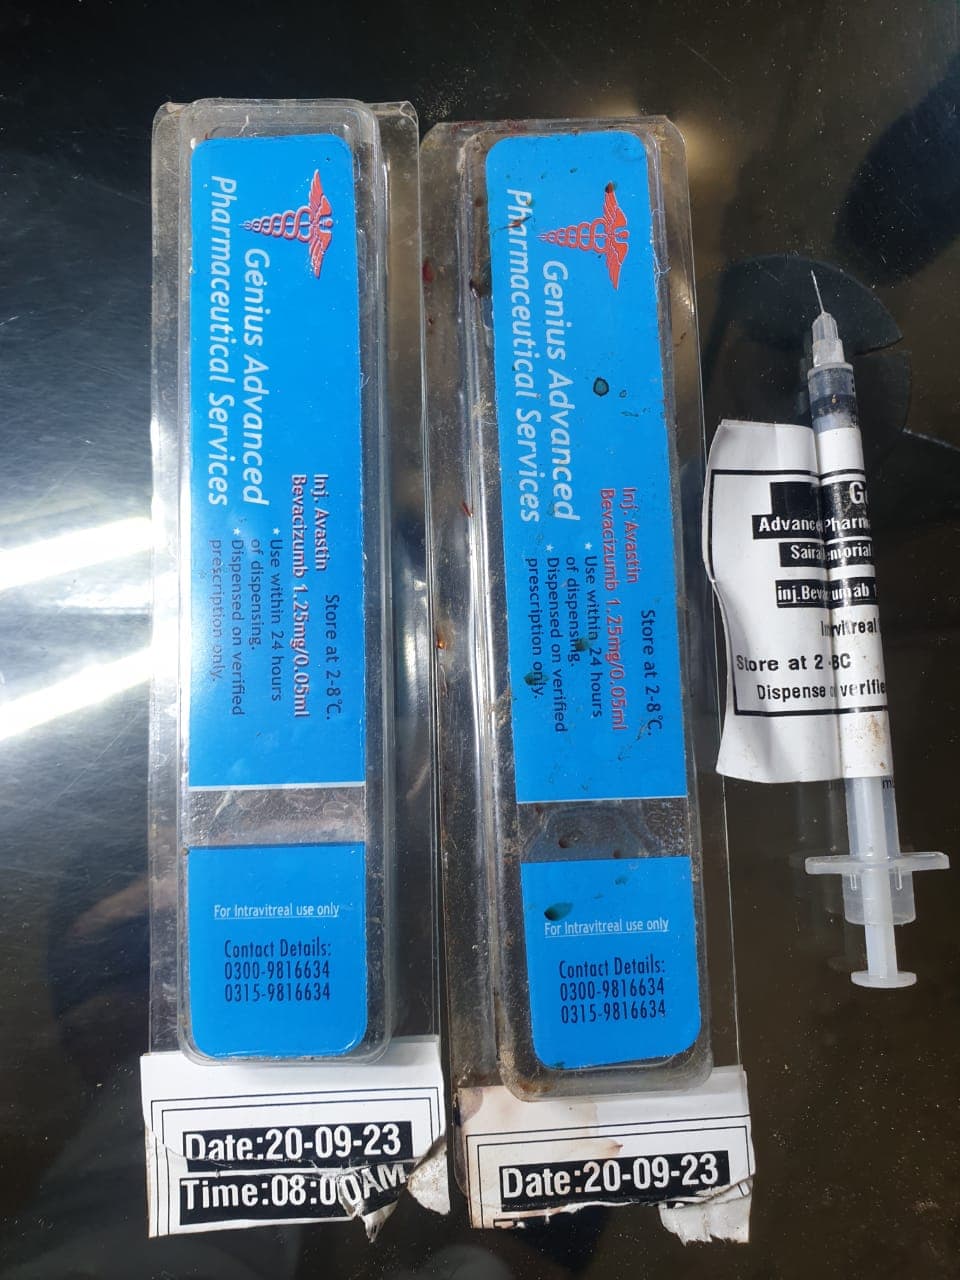 Genius Advanced
Pharmaceutical Services
Store at 2-8°C.
Inj. Avastin
Bevacizumb 1.25mg/0.05ml
* Use within 24 hours
of dispensing.
* Dispensed on verified
prescription only.
For Intravitreal use only
Contact Details:
0300-9816634
0315-9816634
Date:20-09-23
Time:08:00AM
Genius Advanced
Pharmaceutical Services
Store at 2-8°C.
Inj. Avastin
Bevacizumb 1.25mg/0.05ml
* Use within 24 hours
of dispensing.
* Dispensed on verified
prescription only.
For Intravitreal use only
Contact Details:
0300-9816634
0315-9816634
Date:20-09-23
Store at 2
Dispense